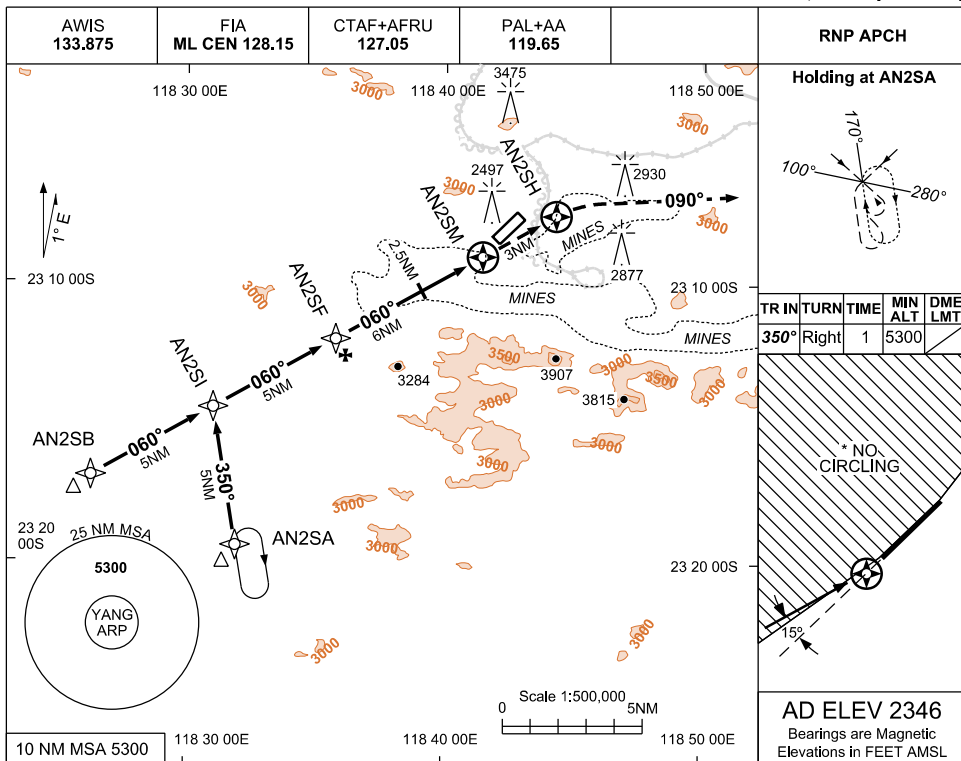 AWIS
133.875
FIA
ML CEN 128.15
CTAF+AFRU
127.05
PAL+AA
119.65
RNP APCH
118 30 00E
118 40 00E
118 50 00E
3475
3000
3000
2497
3000
AN2SH
2930
090°
3000
AN2SM
3NM
MINES
2877
1° E
23 10 00S
23 10 00S
2.5NM
MINES
MINES
3000
AN2SF
060°
6NM
3284
3500
3907
3000
3500
3815
3000
3000
3000
3000
AN2SI
060°
5NM
AN2SB
060°
5NM
350°
5NM
AN2SA
3000
3000
3000
3000
23 20
00S
23 20 00S
25 NM MSA
5300
YANG
ARP
Scale 1:500,000
0
5NM
10 NM MSA 5300
118 30 00E
118 40 00E
118 50 00E
Holding at AN2SA
170°
100°
280°
TR IN
TURN
TIME
MIN
ALT
DME
LMT
350°
Right
1
5300
* NO
CIRCLING
15°
AD ELEV 2346
Bearings are Magnetic
Elevations in FEET AMSL